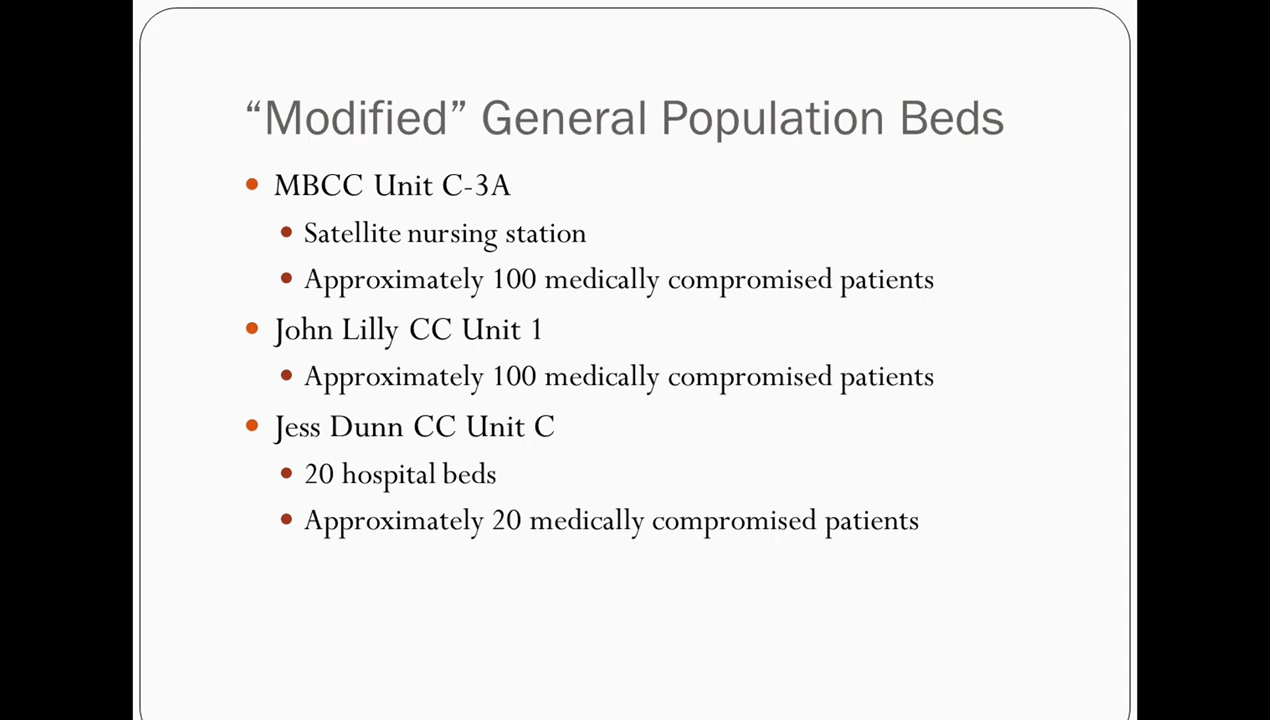 “Modified” General Population Beds
MBCC Unit C-3A
Satellite nursing station
Approximately 100 medically compromised patients
John Lilly CC Unit 1
Approximately 100 medically compromised patients
Jess Dunn CC Unit C
20 hospital beds
Approximately 20 medically compromised patients